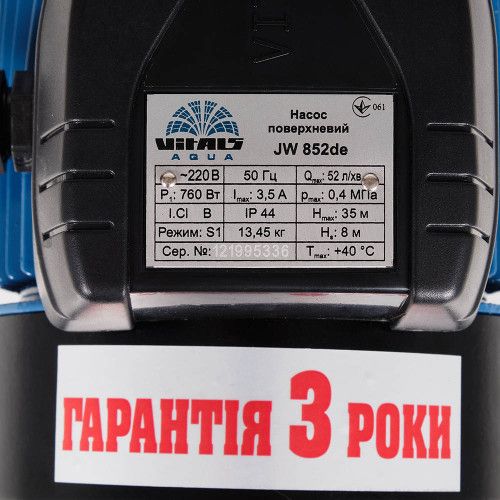 VI
Vitals
AQUA
Насос
поверхневий
JW 852de
061
~220 В 50 Гц Qmax: 52 л/хв
P1: 760 Вт Imax: 3,5 А pmax: 0,4 МПа
I.Cl B IP 44 Hmax: 35 м
Режим: S1 13,45 кг Hs: 8 м
Сер. №: 121995336 Tmax: +40 °C
ГАРАНТІЯ 3 РОКИ